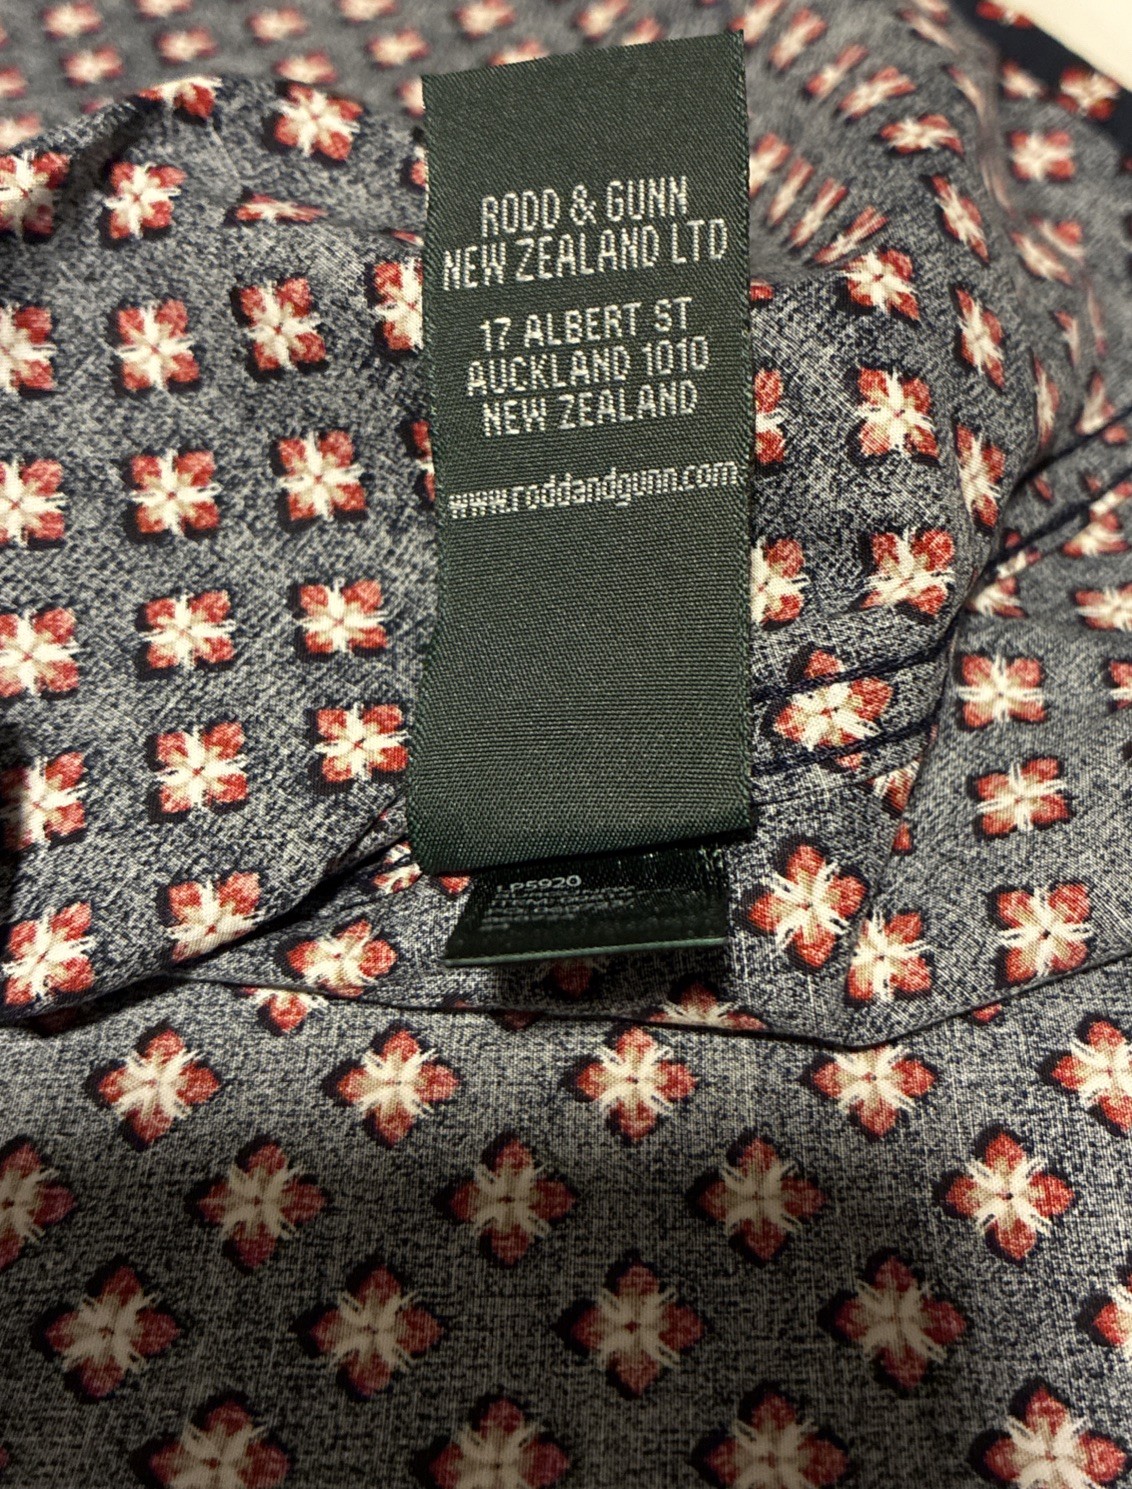 RODD & GUNN
NEW ZEALAND LTD
17 ALBERT ST
AUCKLAND 1010
NEW ZEALAND
www.roddandgunn.com
LP5920